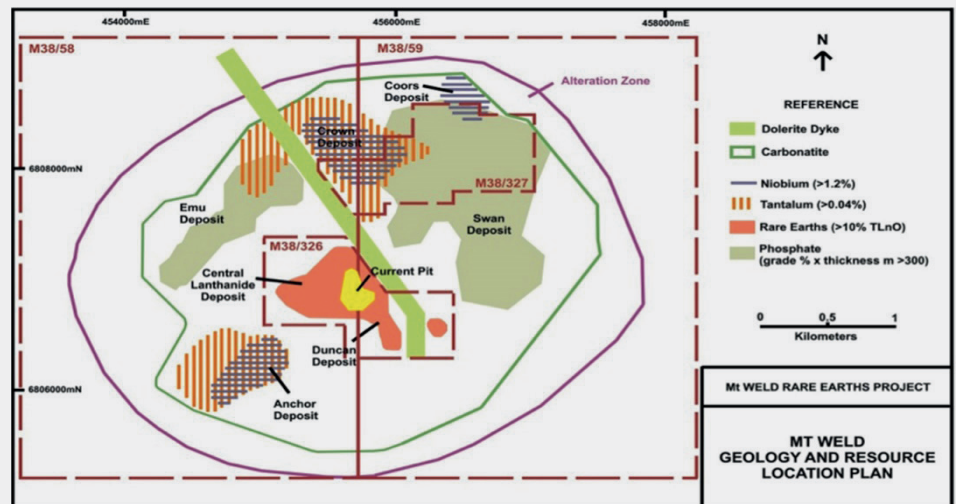 454000mE
456000mE
458000mE
M38/58
M38/59
N
Coors
Deposit
Alteration Zone
REFERENCE
Dolerite Dyke
Crown
Deposit
Carbonatite
6808000mN
M38/327
Niobium (>1.2%)
Tantalum (>0.04%)
Emu
Deposit
Swan
Deposit
Rare Earths (>10% TLnO)
M38/326
Phosphate
(grade % x thickness m >300)
Central
Lanthanide
Deposit
Current Pit
0
0.5
1
Kilometers
Duncan
Deposit
6806000mN
Mt WELD RARE EARTHS PROJECT
Anchor
Deposit
MT WELD
GEOLOGY AND RESOURCE
LOCATION PLAN